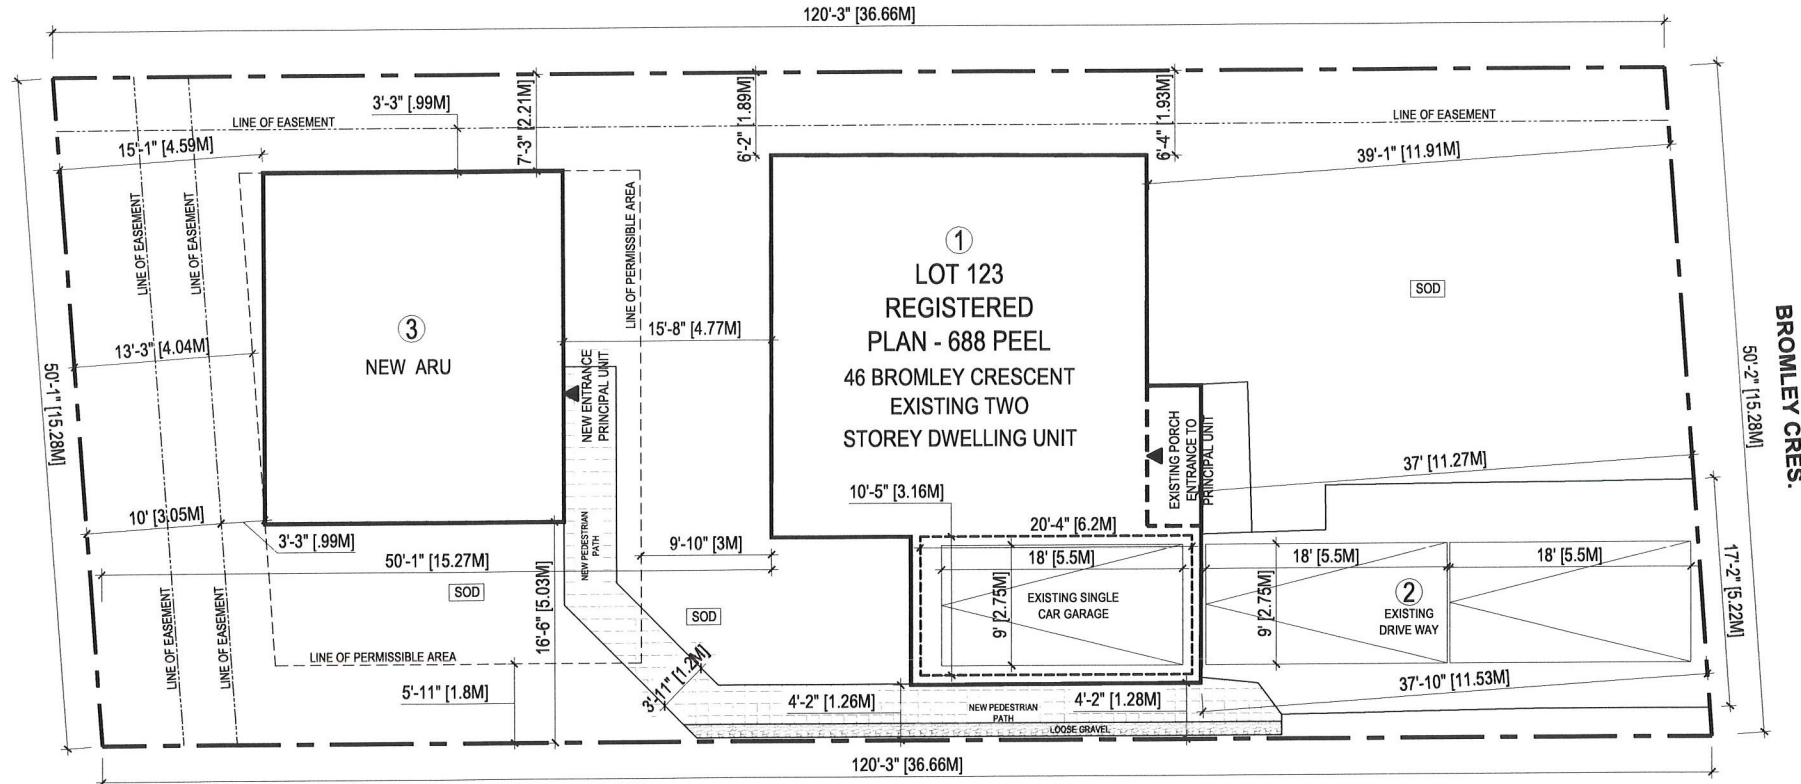 120'-3" [36.66M]
3'-3" [.99M]
LINE OF EASEMENT
7'-3" [2.21M]
6'-2" [1.89M]
6'-4" [1.93M]
LINE OF EASEMENT
15'-1" [4.59M]
39'-1" [11.91M]
LINE OF EASEMENT
LINE OF EASEMENT
LINE OF PERMISSIBLE AREA
1
LOT 123
REGISTERED
PLAN - 688 PEEL
46 BROMLEY CRESCENT
EXISTING TWO
STOREY DWELLING UNIT
SOD
BROMLEY CRES.
3
NEW ARU
15'-8" [4.77M]
13'-3" [4.04M]
50'-1" [15.28M]
50'-2" [15.28M]
NEW ENTRANCE
PRINCIPAL UNIT
EXISTING PORCH
ENTRANCE TO
PRINCIPAL UNIT
37' [11.27M]
10'-5" [3.16M]
10' [3.05M]
3'-3" [.99M]
20'-4" [6.2M]
9'-10" [3M]
50'-1" [15.27M]
NEW PEDESTRIAN
PATH
18' [5.5M]
18' [5.5M]
18' [5.5M]
SOD
SOD
16'-6" [5.03M]
EXISTING SINGLE
CAR GARAGE
9' [2.75M]
9' [2.75M]
2
EXISTING
DRIVE WAY
17'-2" [5.22M]
LINE OF EASEMENT
LINE OF EASEMENT
LINE OF PERMISSIBLE AREA
5'-11" [1.8M]
3'-11" [1.2M]
4'-2" [1.26M]
NEW PEDESTRIAN
PATH
4'-2" [1.28M]
37'-10" [11.53M]
LOOSE GRAVEL
120'-3" [36.66M]